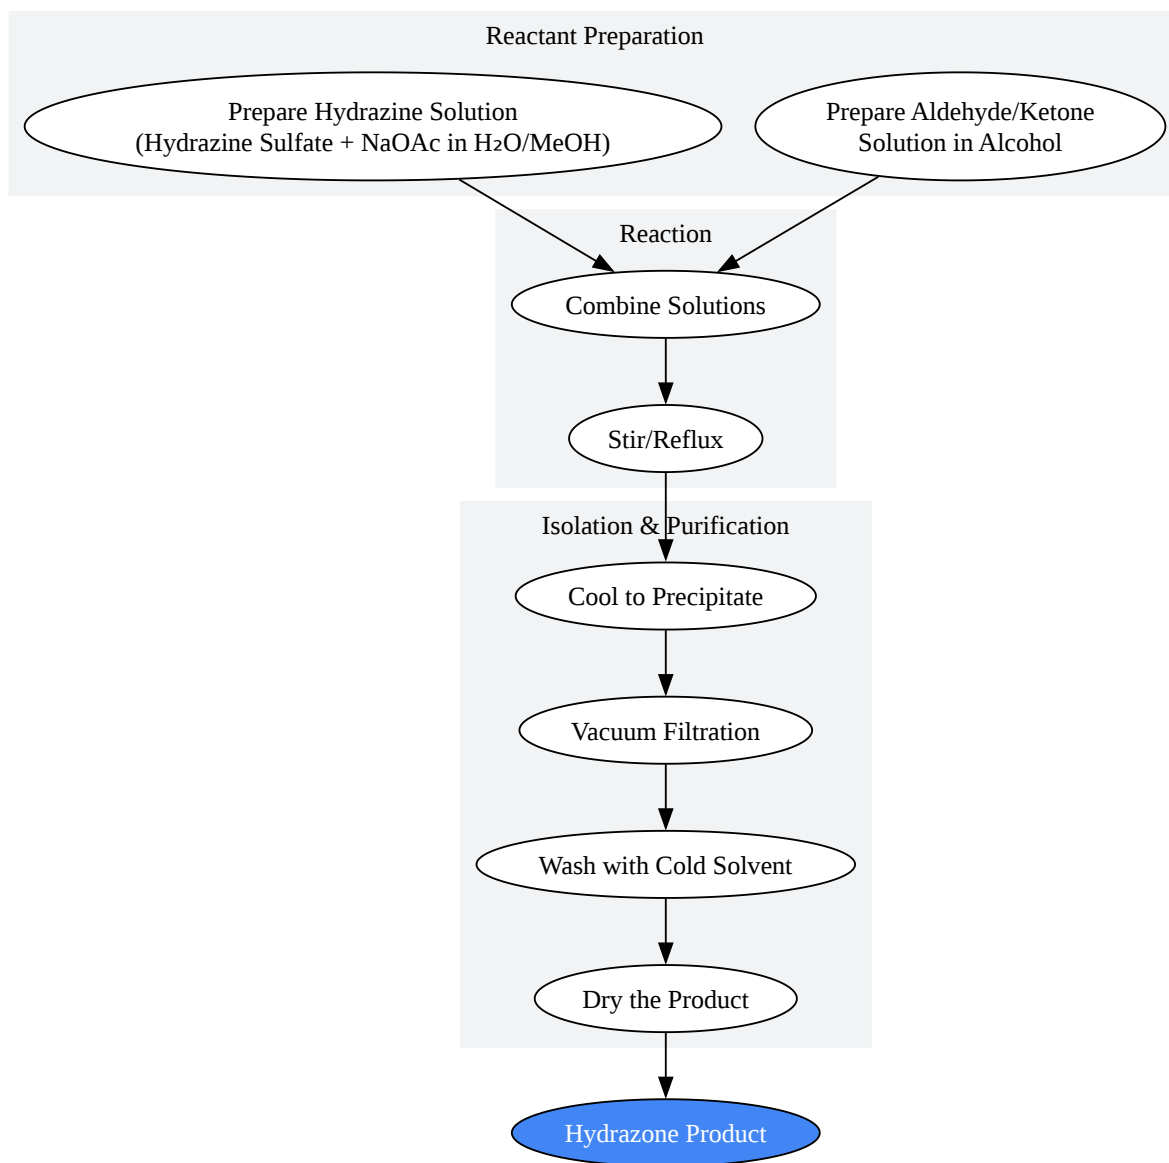 Reactant Preparation
Prepare Hydrazine Solution
(Hydrazine Sulfate + NaOAc in H₂O/MeOH)
Prepare Aldehyde/Ketone
Solution in Alcohol
Reaction
Combine Solutions
Stir/Reflux
Isolation & Purification
Cool to Precipitate
Vacuum Filtration
Wash with Cold Solvent
Dry the Product
Hydrazone Product